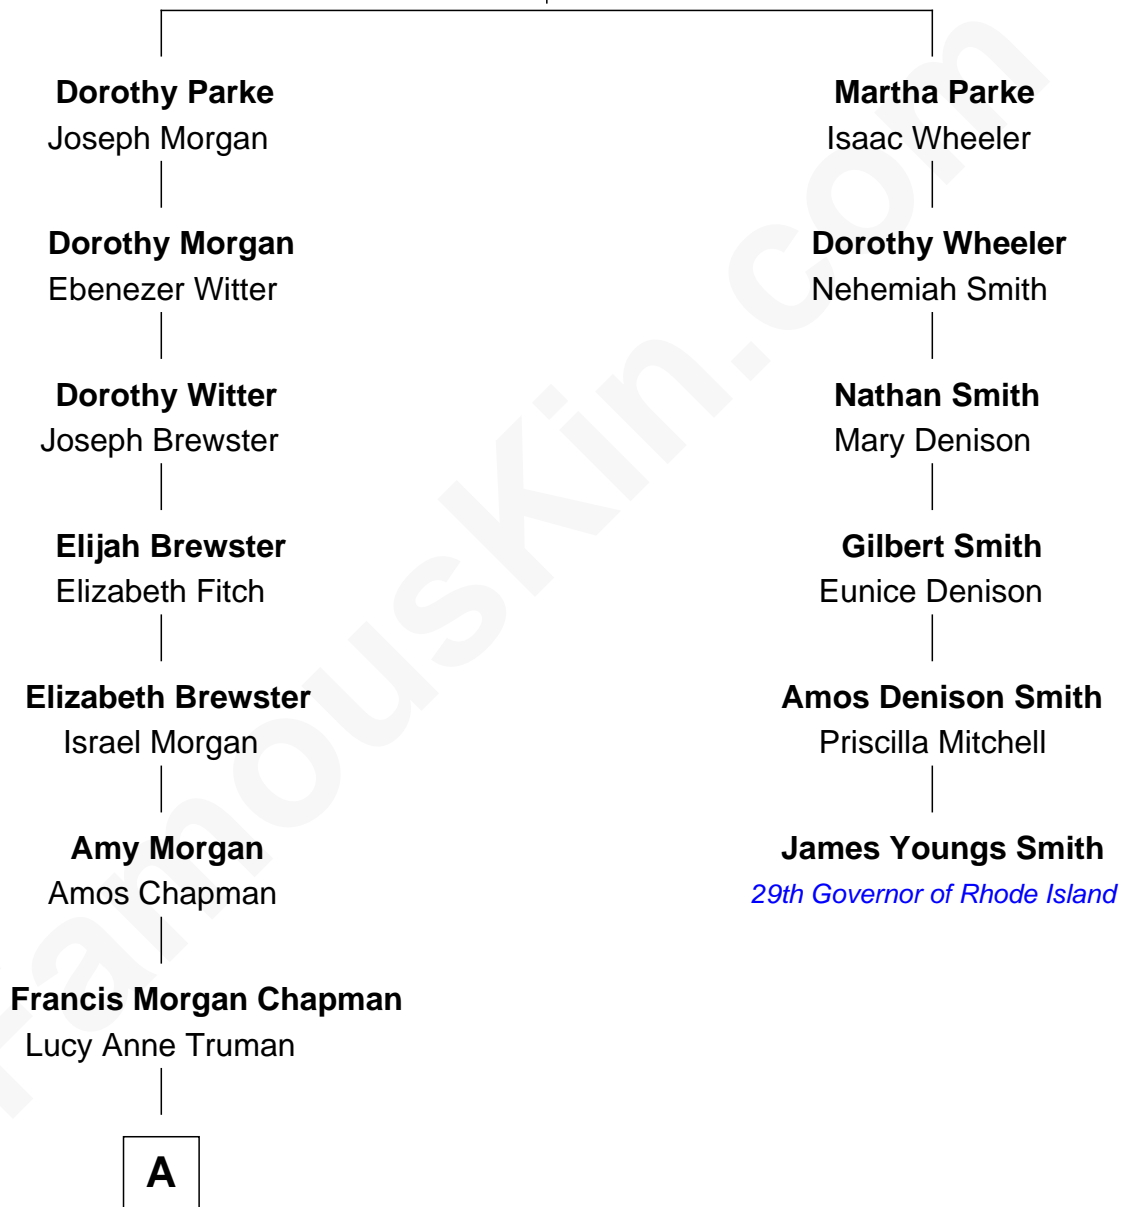 Dorothy Parke
Joseph Morgan
Martha Parke
Isaac Wheeler
Dorothy Morgan
Ebenezer Witter
Dorothy Wheeler
Nehemiah Smith
Dorothy Witter
Joseph Brewster
Nathan Smith
Mary Denison
Elijah Brewster
Elizabeth Fitch
Gilbert Smith
Eunice Denison
Elizabeth Brewster
Israel Morgan
Amos Denison Smith
Priscilla Mitchell
Amy Morgan
Amos Chapman
James Youngs Smith
29th Governor of Rhode Island
Francis Morgan Chapman
Lucy Anne Truman
A
FamousKin.com